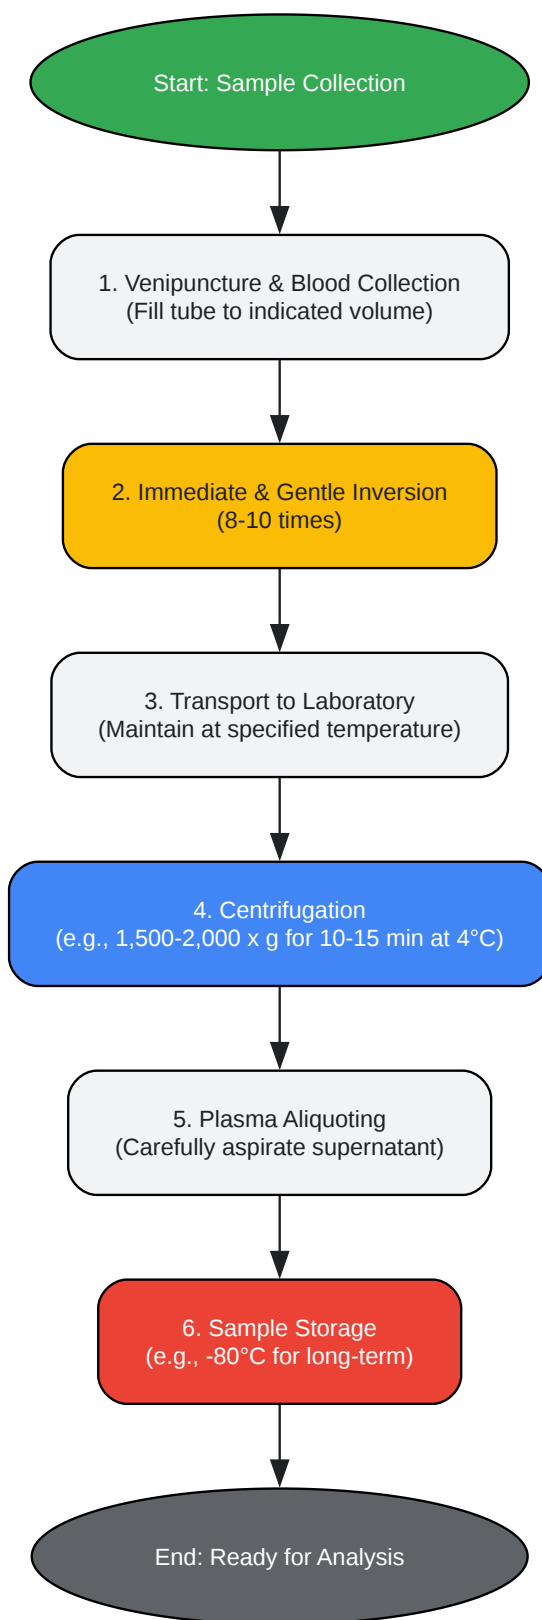 Start: Sample Collection
1. Venipuncture & Blood Collection
(Fill tube to indicated volume)
2. Immediate & Gentle Inversion
(8-10 times)
3. Transport to Laboratory
(Maintain at specified temperature)
4. Centrifugation
(e.g., 1,500-2,000 x g for 10-15 min at 4°C)
5. Plasma Aliquoting
(Carefully aspirate supernatant)
6. Sample Storage
(e.g., -80°C for long-term)
End: Ready for Analysis